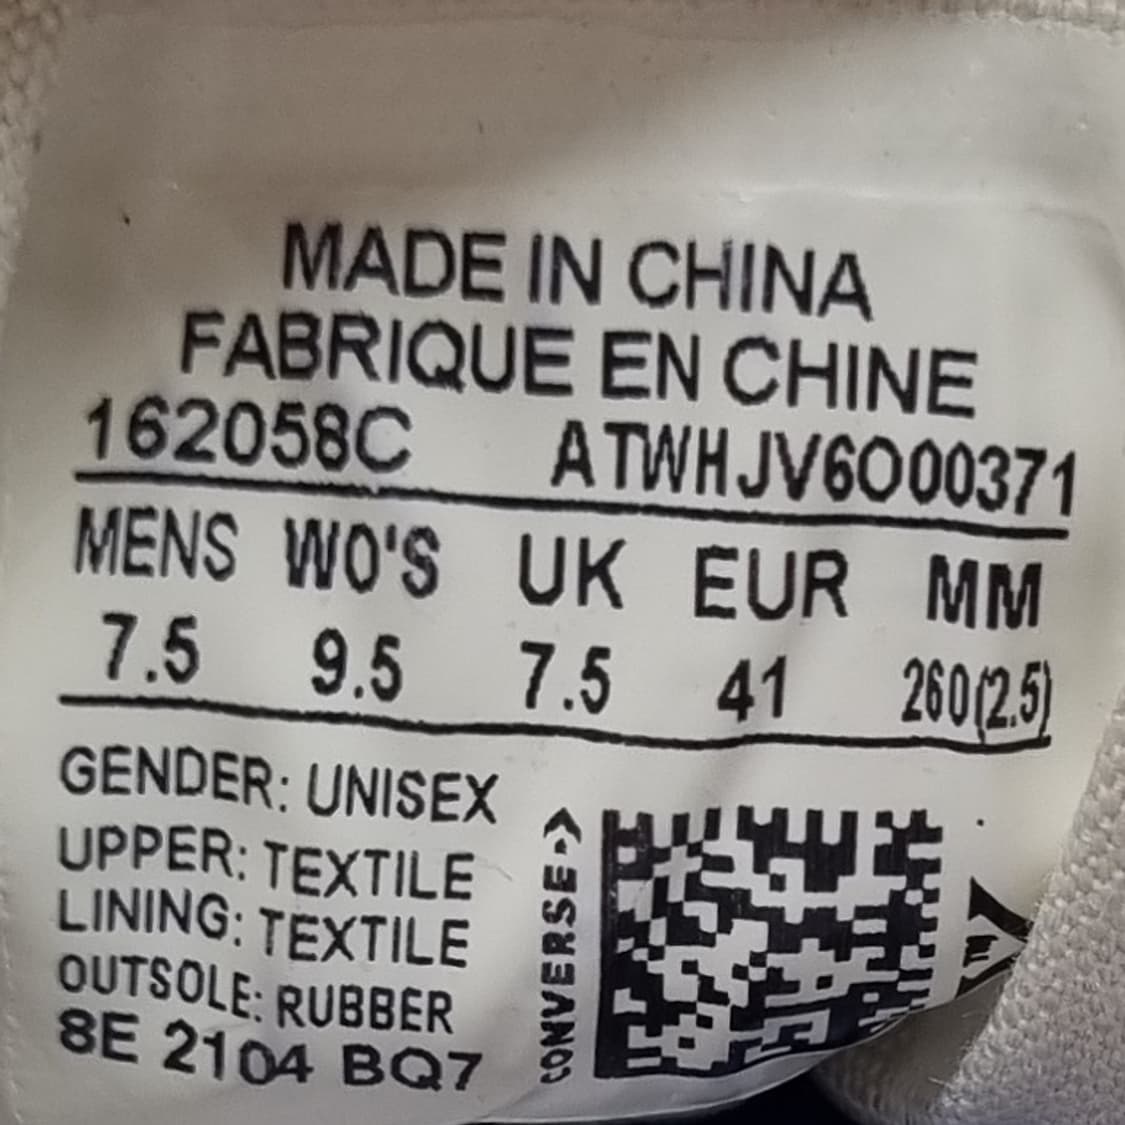 MADE IN CHINA
FABRIQUE EN CHINE
162058C ATWHJV6O00371
MENS WO'S UK EUR MM
7.5 9.5 7.5 41 260(2.5)
GENDER: UNISEX
UPPER: TEXTILE
LINING: TEXTILE
OUTSOLE: RUBBER
8E 2104 BQ7
CONVERSE